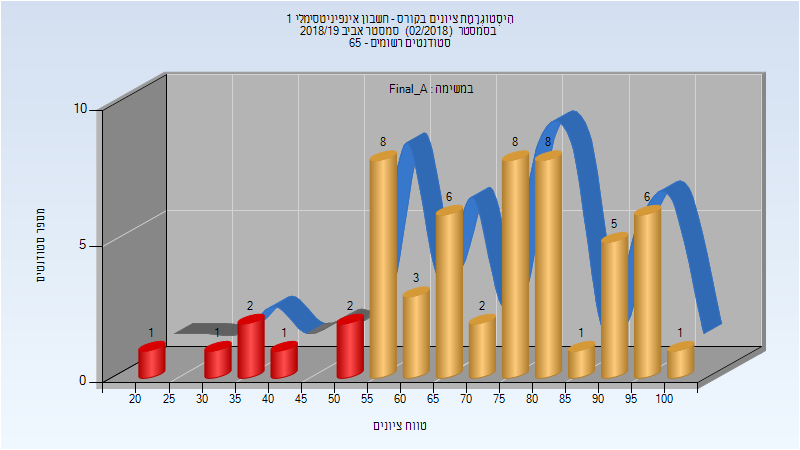 היסטוגרמת ציונים בקורס - חשבון אינפיניטסימלי 1
בסמסטר (02/2018) סמסטר אביב 2018/19
סטודנטים רשומים - 65
במשימה : Final_A
מספר סטודנטים
10
5
0
1
1
2
1
2
8
3
6
2
8
8
1
5
6
1
20 25 30 35 40 45 50 55 60 65 70 75 80 85 90 95 100
טווח ציונים